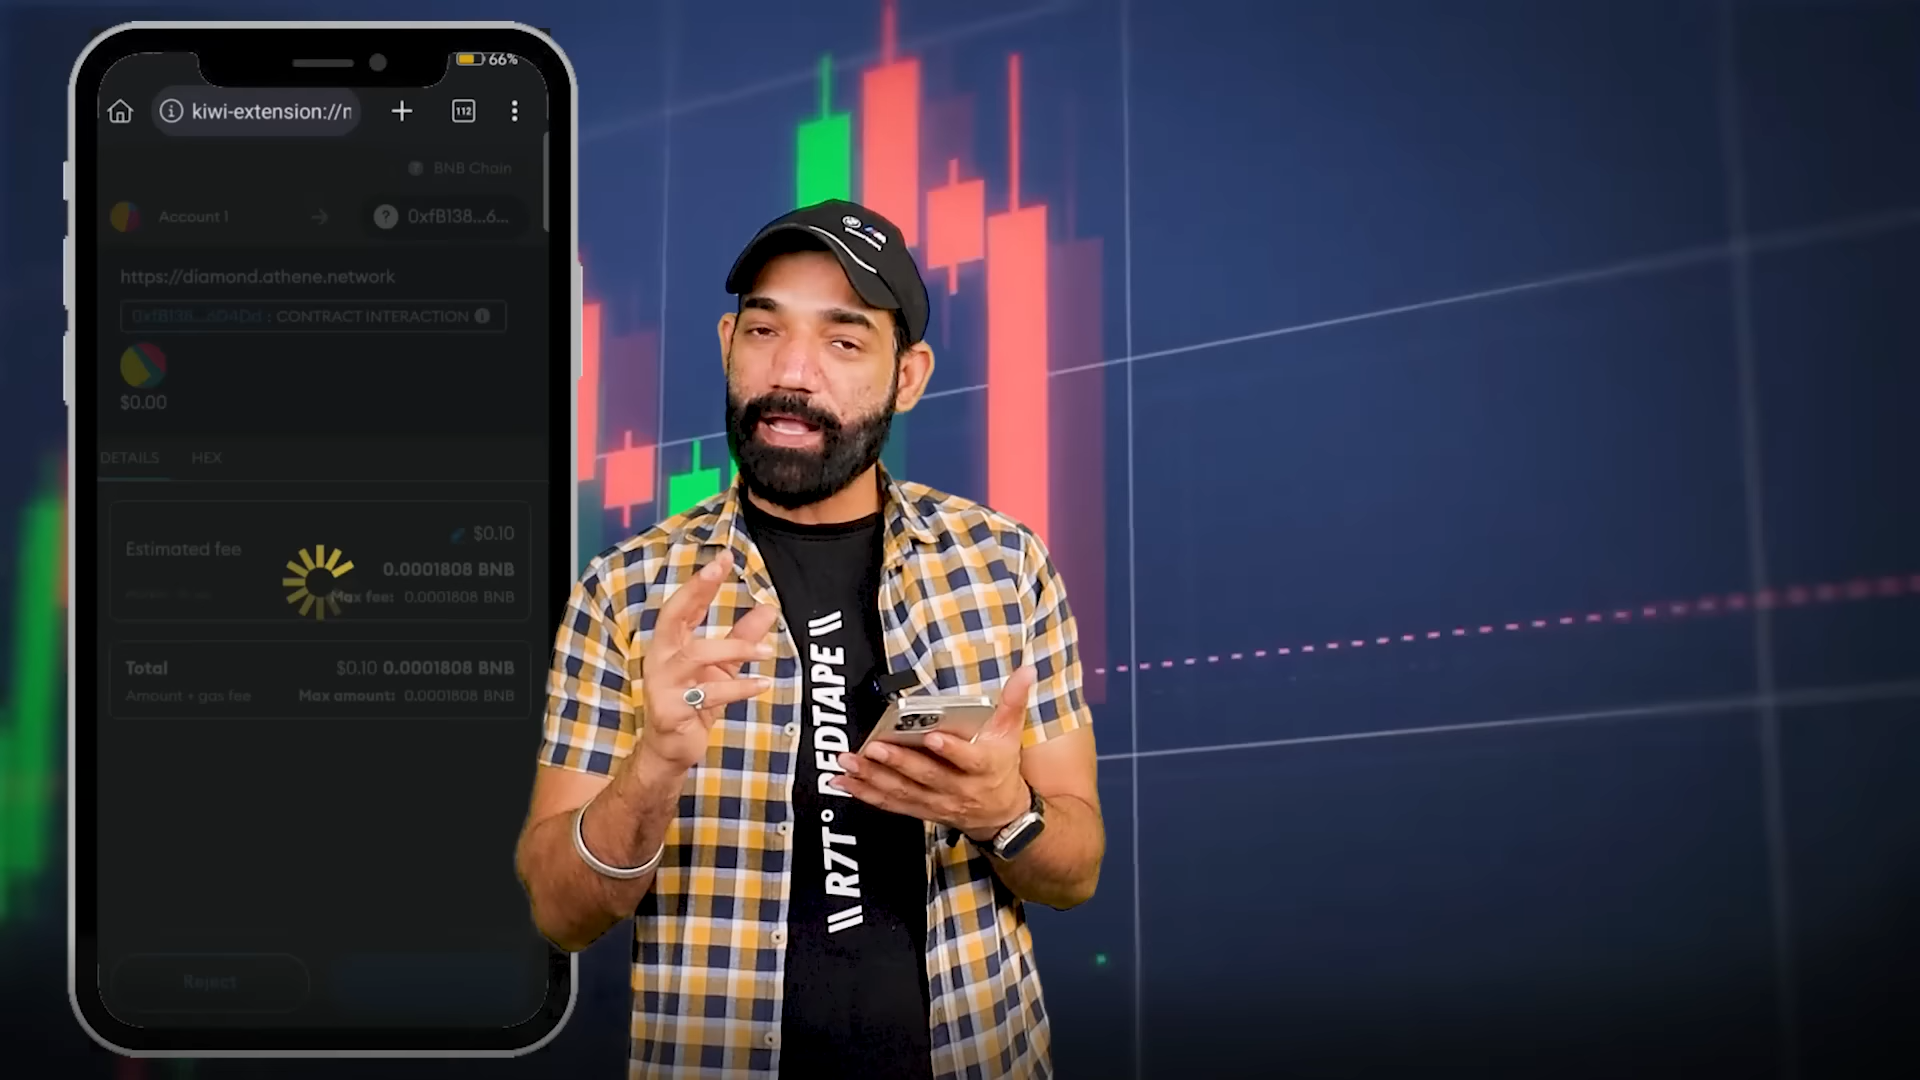 66%
kiwi-extension://n
112
BNB Chain
Account 1
0xfB138...6...
https://diamond.athene.network
0xfB138...604Dd : CONTRACT INTERACTION
$0.00
DETAILS HEX
$0.10
Estimated fee
0.0001808 BNB
Max fee: 0.0001808 BNB
Total $0.10 0.0001808 BNB
Amount + gas fee Max amount: 0.0001808 BNB
Reject
\\ R7T° REDTAPE \\